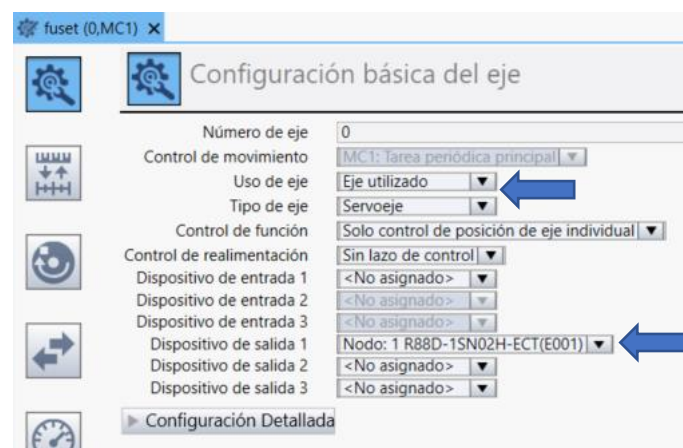 fuset (0,MC1) ×
Configuración básica del eje
Número de eje 0
Control de movimiento MC1: Tarea periódica principal
Uso de eje Eje utilizado
Tipo de eje Servoeje
Control de función Solo control de posición de eje individual
Control de realimentación Sin lazo de control
Dispositivo de entrada 1 <No asignado>
Dispositivo de entrada 2 <No asignado>
Dispositivo de entrada 3 <No asignado>
Dispositivo de salida 1 Nodo: 1 R88D-1SN02H-ECT(E001)
Dispositivo de salida 2 <No asignado>
Dispositivo de salida 3 <No asignado>
Configuración Detallada